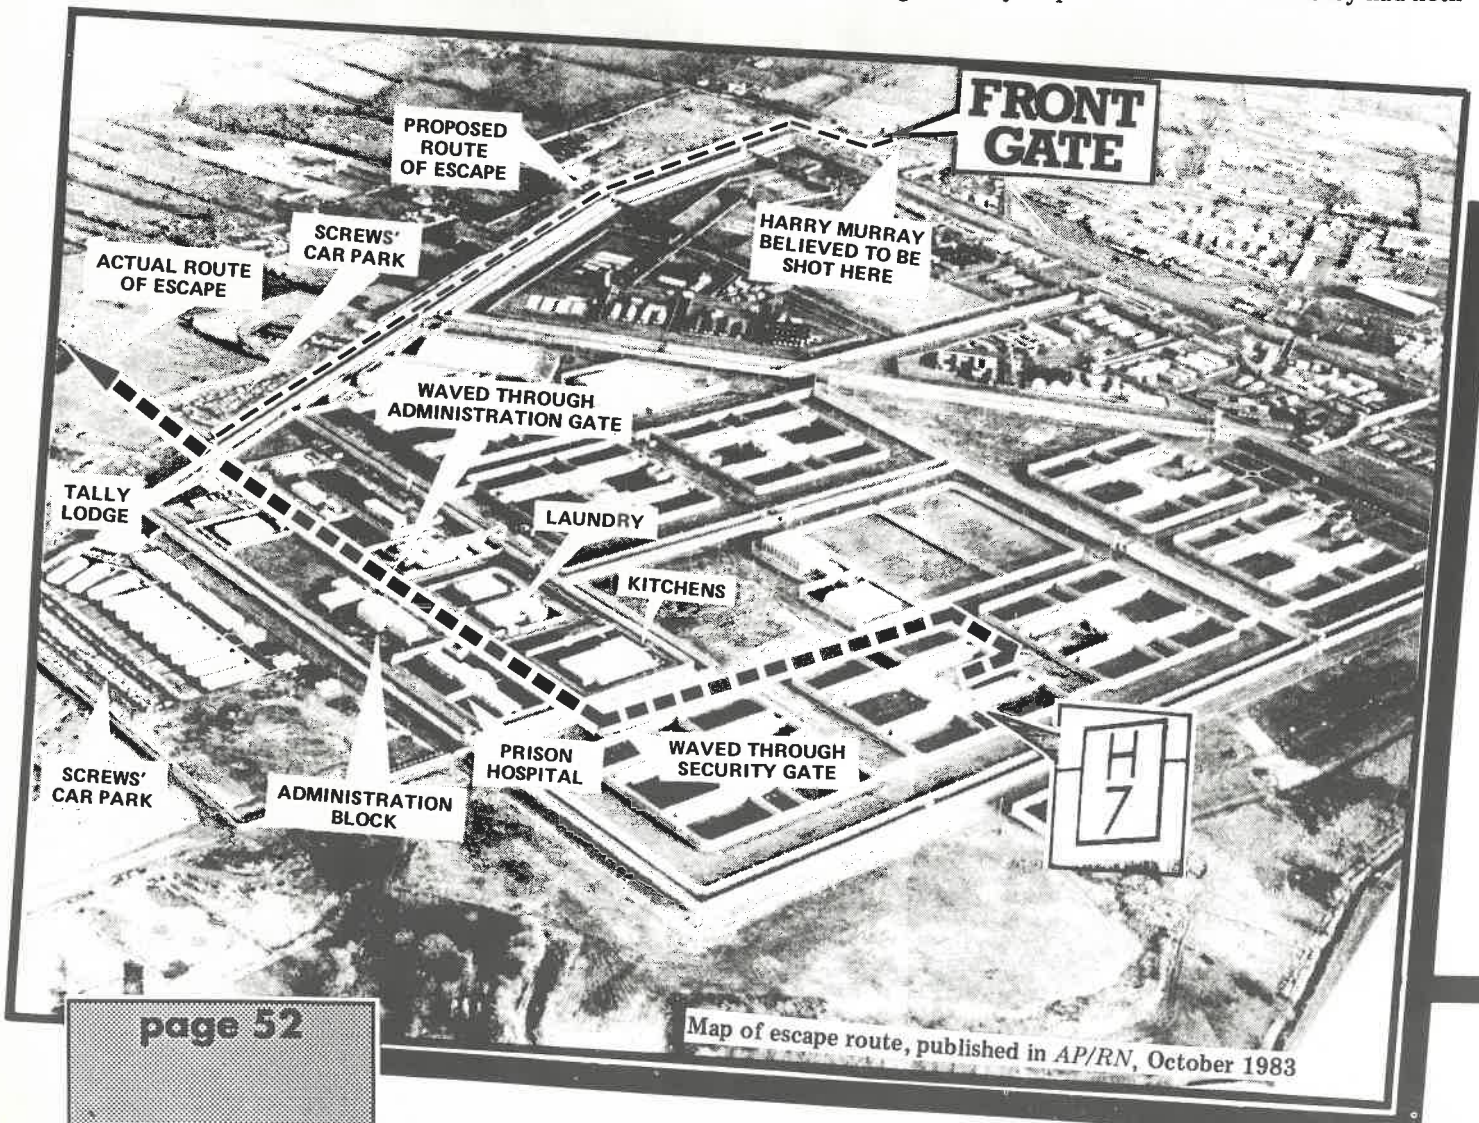 FRONT
GATE
PROPOSED
ROUTE
OF ESCAPE
HARRY MURRAY
BELIEVED TO BE
SHOT HERE
SCREWS'
CAR PARK
ACTUAL ROUTE
OF ESCAPE
WAVED THROUGH
ADMINISTRATION GATE
TALLY
LODGE
LAUNDRY
KITCHENS
PRISON
HOSPITAL
WAVED THROUGH
SECURITY GATE
H
7
SCREWS'
CAR PARK
ADMINISTRATION
BLOCK
Map of escape route, published in AP/RN, October 1983
page 52